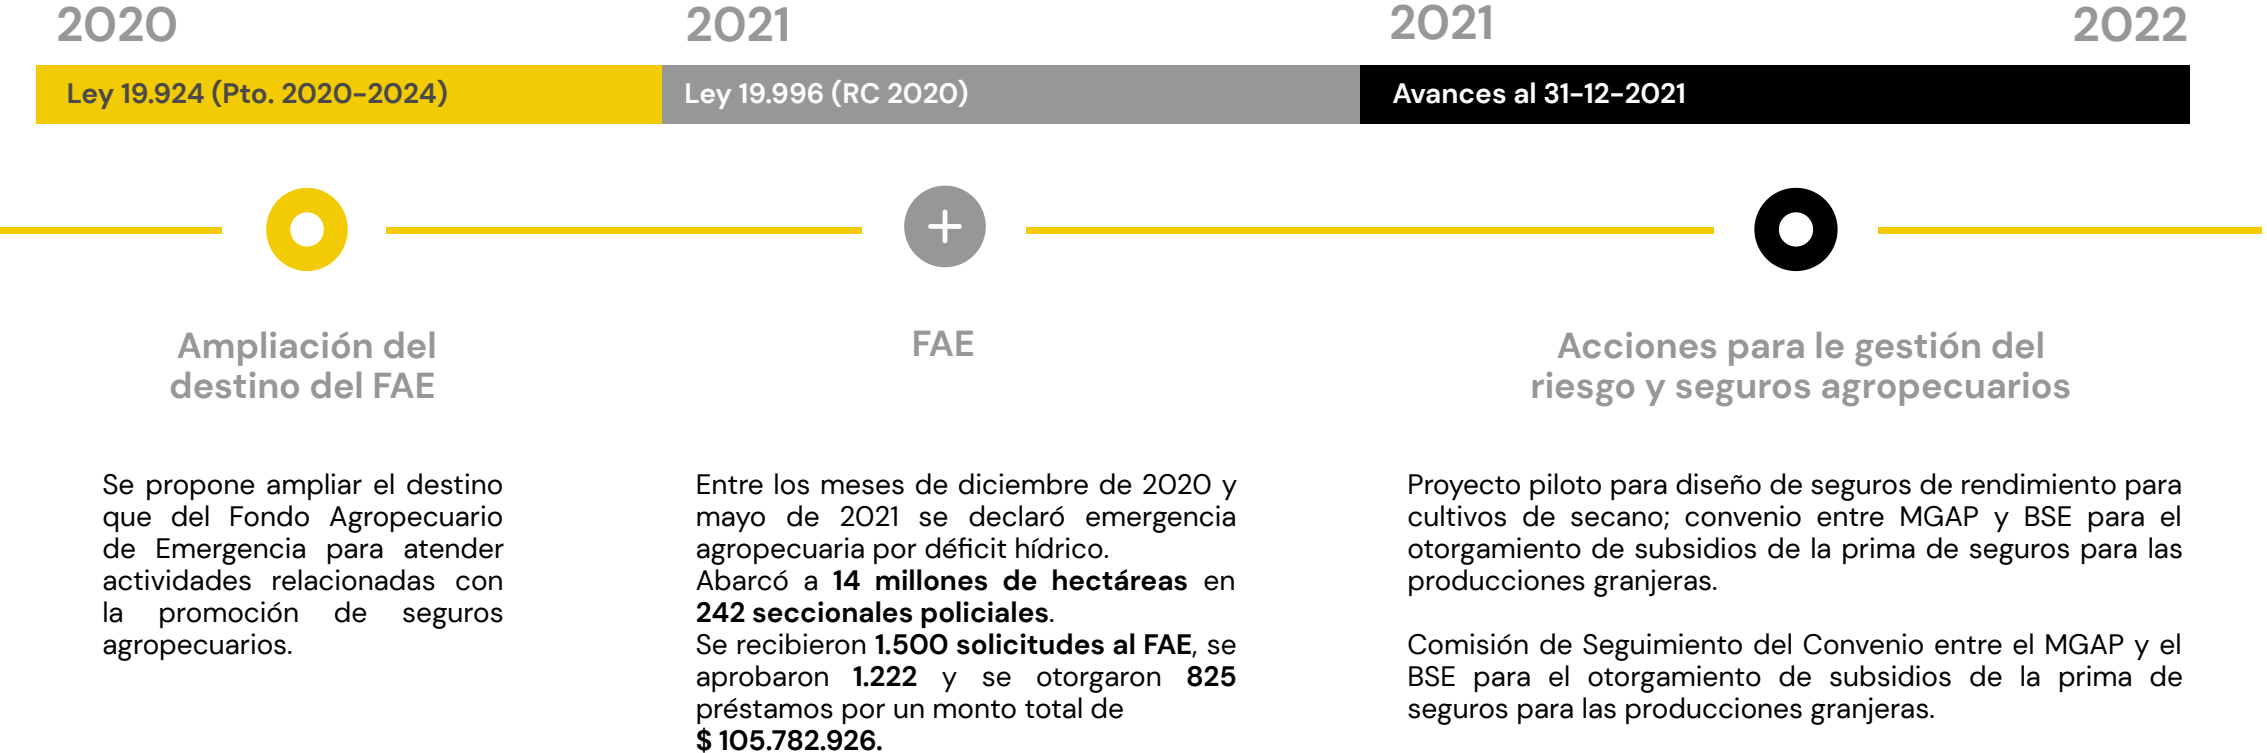 2020
Ley 19.924 (Pto. 2020-2024)
Ampliación del
destino del FAE
Se propone ampliar el destino
que del Fondo Agropecuario
de Emergencia para atender
actividades relacionadas con
la promoción de seguros
agropecuarios.
2021
Ley 19.996 (RC 2020)
FAE
Entre los meses de diciembre de 2020 y
mayo de 2021 se declaró emergencia
agropecuaria por déficit hídrico.
Abarcó a 14 millones de hectáreas en
242 seccionales policiales.
Se recibieron 1.500 solicitudes al FAE, se
aprobaron 1.222 y se otorgaron 825
préstamos por un monto total de
$ 105.782.926.
2021
2022
Avances al 31-12-2021
Acciones para le gestión del
riesgo y seguros agropecuarios
Proyecto piloto para diseño de seguros de rendimiento para
cultivos de secano; convenio entre MGAP y BSE para el
otorgamiento de subsidios de la prima de seguros para las
producciones granjeras.
Comisión de Seguimiento del Convenio entre el MGAP y el
BSE para el otorgamiento de subsidios de la prima de
seguros para las producciones granjeras.